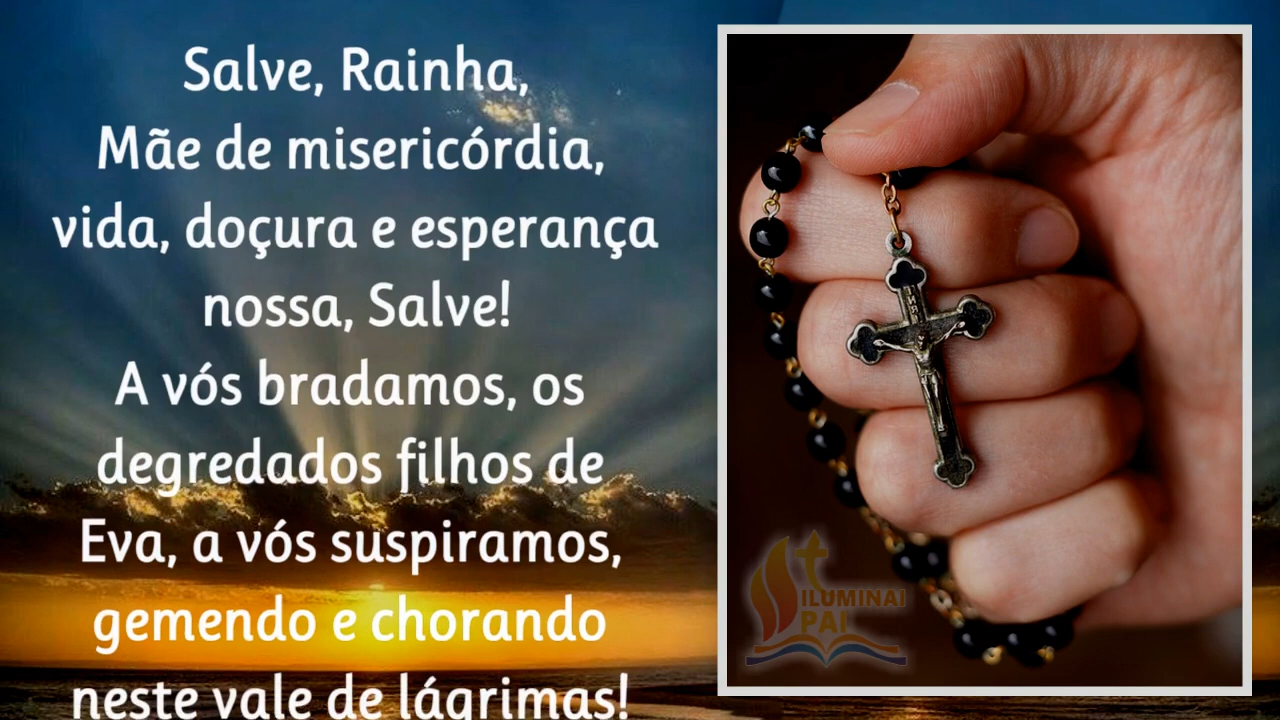 Salve, Rainha,
Mãe de misericórdia,
vida, doçura e esperança
nossa, Salve!
A vós bradamos, os
degredados filhos de
Eva, a vós suspiramos,
gemendo e chorando
neste vale de lágrimas!
ILUMINAI
PAI